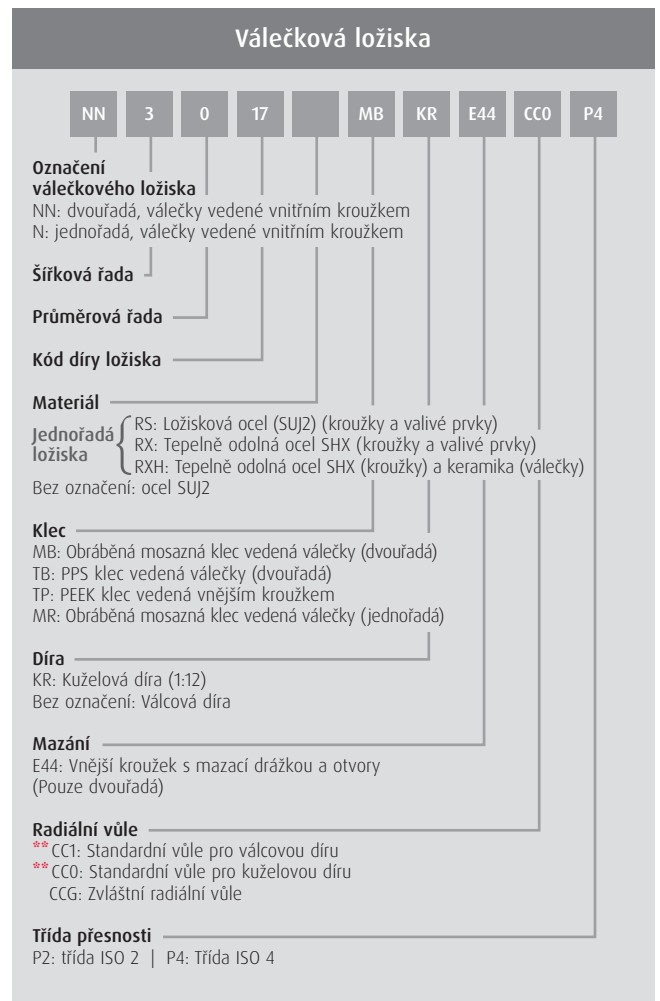 Válečková ložiska
NN 3 0 17 MB KR E44 CC0 P4
Označení
válečkového ložiska
NN: dvouřadá, válečky vedené vnitřním kroužkem
N: jednořadá, válečky vedené vnitřním kroužkem
Šířková řada
Průměrová řada
Kód díry ložiska
Materiál
Jednořadá
ložiska
RS: Ložisková ocel (SUJ2) (kroužky a valivé prvky)
RX: Tepelně odolná ocel SHX (kroužky a valivé prvky)
RXH: Tepelně odolná ocel SHX (kroužky) a keramika (válečky)
Bez označení: ocel SUJ2
Klec
MB: Obráběná mosazná klec vedená válečky (dvouřadá)
TB: PPS klec vedená válečky (dvouřadá)
TP: PEEK klec vedená vnějším kroužkem
MR: Obráběná mosazná klec vedená válečky (jednořadá)
Díra
KR: Kuželová díra (1:12)
Bez označení: Válcová díra
Mazání
E44: Vnější kroužek s mazací drážkou a otvory
(Pouze dvouřadá)
Radiální vůle
**CC1: Standardní vůle pro válcovou díru
**CC0: Standardní vůle pro kuželovou díru
CCG: Zvláštní radiální vůle
Třída přesnosti
P2: třída ISO 2 | P4: Třída ISO 4